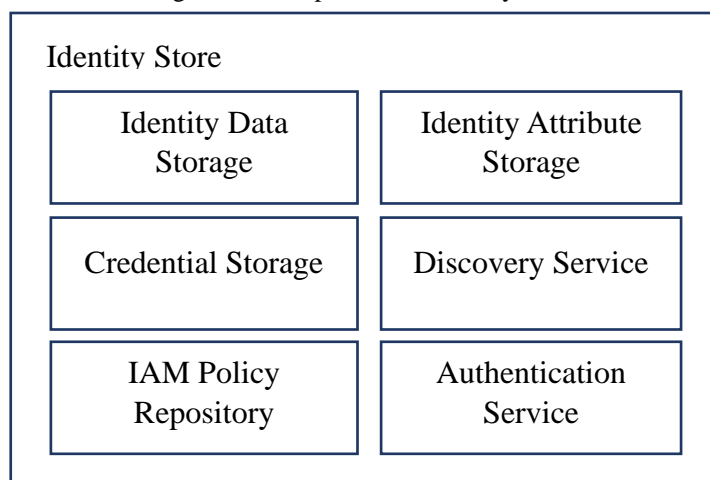 Identity Store
Identity Data
Storage
Identity Attribute
Storage
Credential Storage
Discovery Service
IAM Policy
Repository
Authentication
Service